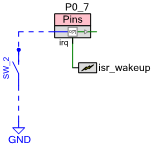 P0_7
Pins
irq
isr_wakeup
SW_2
GND